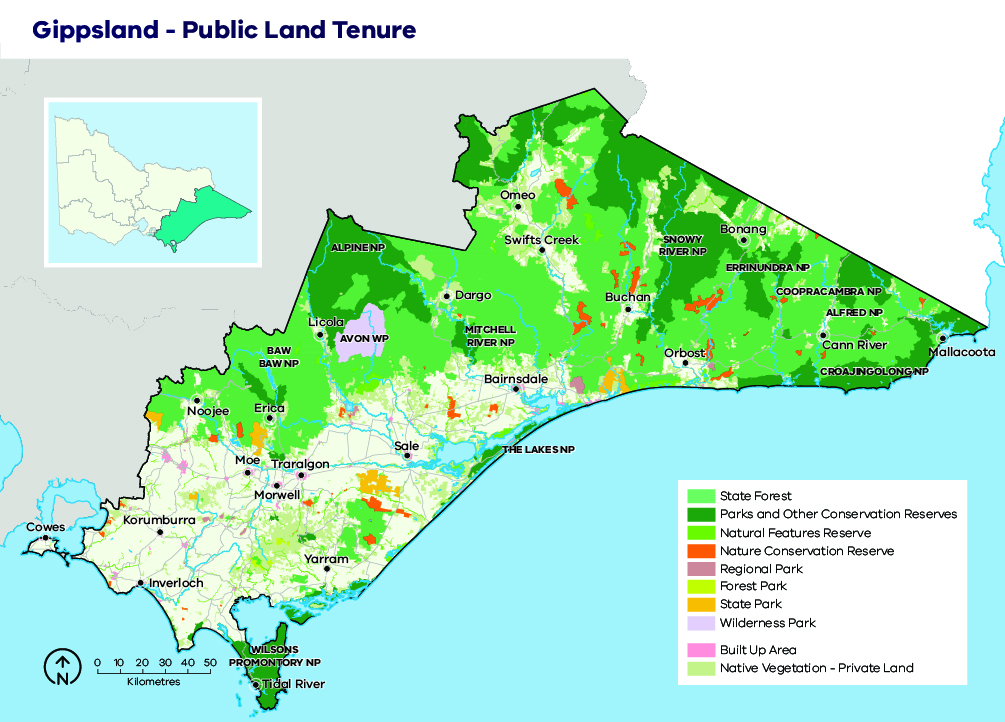 Gippsland - Public Land Tenure
Omeo
Swifts Creek
ALPINE NP
SNOWY
RIVER NP
Bonang
ERRINUNDRA NP
COOPRACAMBRA NP
Dargo
Buchan
ALFRED NP
Licola
AVON WP
MITCHELL
RIVER NP
Cann River
Mallacoota
BAW
BAW NP
Orbost
CROAJINGOLONG NP
Bairnsdale
Noojee
Erica
THE LAKES NP
Sale
Moe
Traralgon
Morwell
Cowes
Korumburra
Yarram
Inverloch
WILSONS
PROMONTORY NP
Tidal River
N
0 10 20 30 40 50
Kilometres
State Forest
Parks and Other Conservation Reserves
Natural Features Reserve
Nature Conservation Reserve
Regional Park
Forest Park
State Park
Wilderness Park
Built Up Area
Native Vegetation - Private Land